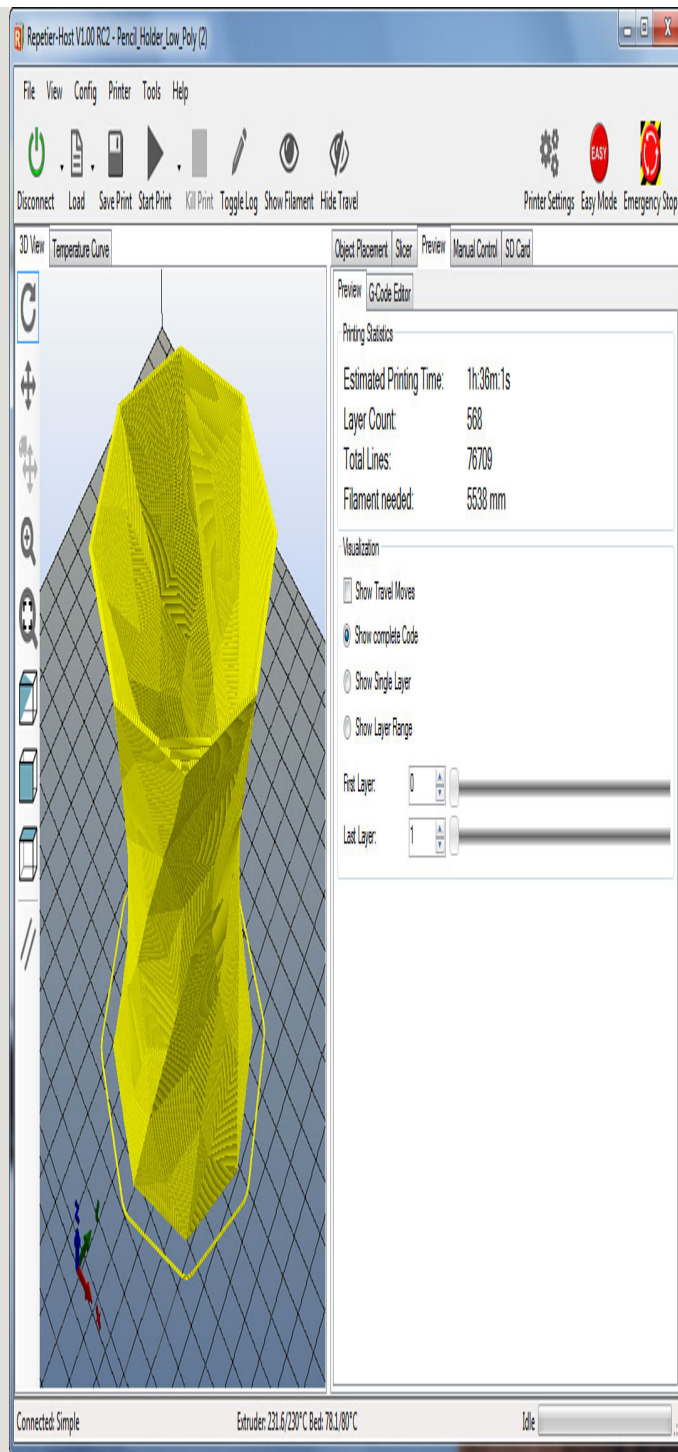 Repetier-Host V1.00 RC2 - Pencil_Holder_Low_Poly (2)
File View Config Printer Tools Help
Disconnect Load Save Print Start Print Kill Print Toggle Log Show Filament Hide Travel Printer Settings Easy Mode Emergency Stop
EASY
3D View Temperature Curve Object Placement Slicer Preview Manual Control SD Card
Preview G-Code Editor
Printing Statistics
Estimated Printing Time: 1h:36m:1s
Layer Count: 568
Total Lines: 76709
Filament needed: 5538 mm
Visualization
Show Travel Moves
Show complete Code
Show Single Layer
Show Layer Range
First Layer: 0
Last Layer: 1
Z
Y
X
Connected: Simple Extruder: 231.6/230°C Bed: 78.1/80°C Idle